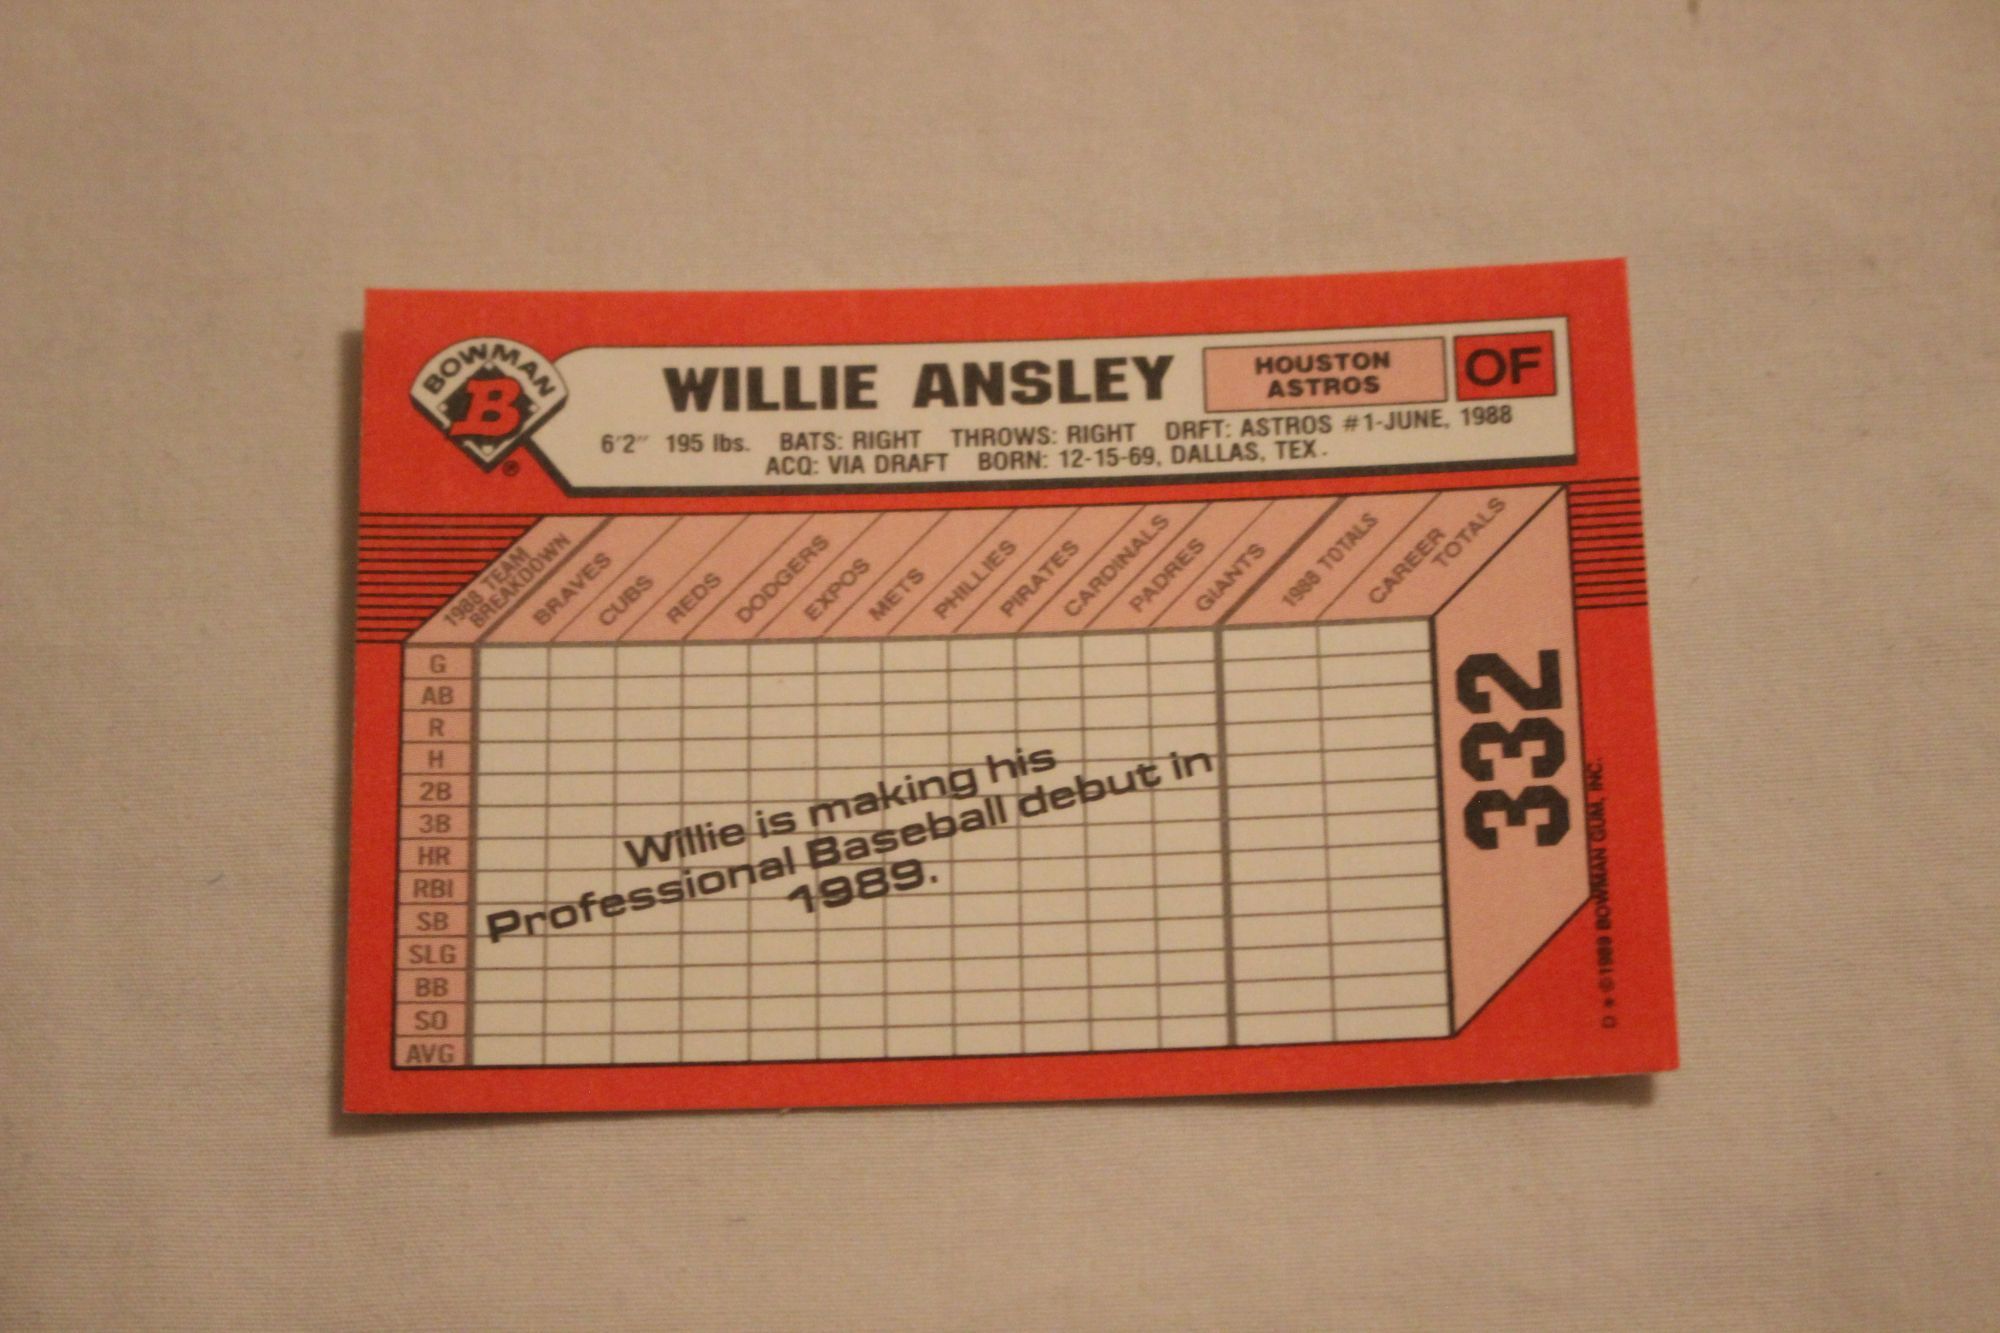 BOWMAN
B
®
WILLIE ANSLEY
HOUSTON
ASTROS
OF
6'2" 195 lbs. BATS: RIGHT THROWS: RIGHT DRFT: ASTROS #1-JUNE, 1988
ACQ: VIA DRAFT BORN: 12-15-69, DALLAS, TEX.
1988 TEAM
BREAKDOWN
BRAVES
CUBS
REDS
DODGERS
EXPOS
METS
PHILLIES
PIRATES
CARDINALS
PADRES
GIANTS
1988 TOTALS
CAREER
TOTALS
G
AB
R
H
2B
3B
HR
RBI
SB
SLG
BB
SO
AVG
Willie is making his
Professional Baseball debut in
1989.
332
D * © 1989 BOWMAN GUM, INC.